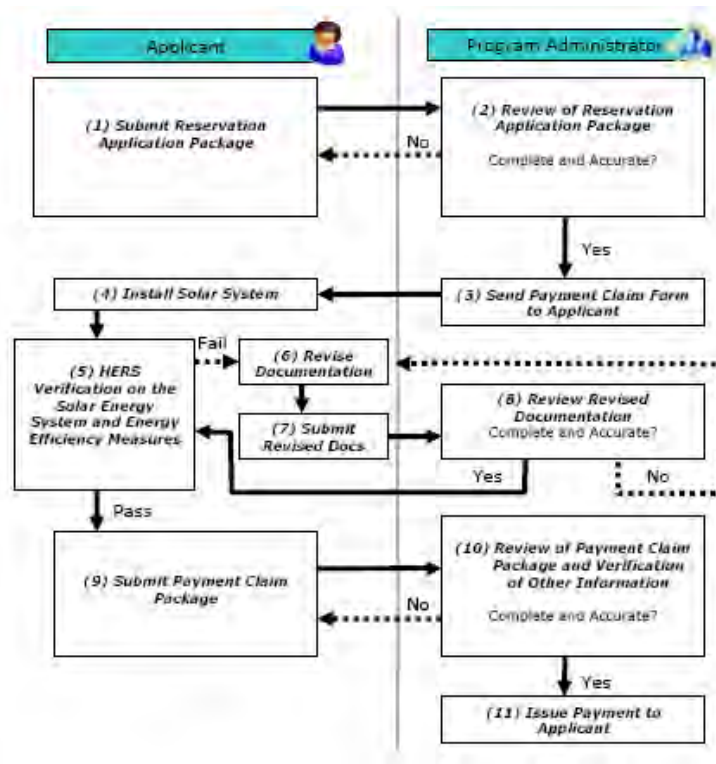 Applicant
Program Administrator
(1) Submit Reservation
Application Package
(2) Review of Reservation
Application Package
Complete and Accurate?
No
Yes
(4) Install Solar System
(3) Send Payment Claim Form
to Applicant
Fail
(5) HERS
Verification on the
Solar Energy
System and Energy
Efficiency Measures
(6) Revise
Documentation
(7) Submit
Revised Docs
(8) Review Revised
Documentation
Complete and Accurate?
Yes
No
Pass
(9) Submit Payment Claim
Package
(10) Review of Payment Claim
Package and Verification
of Other Information
Complete and Accurate?
No
Yes
(11) Issue Payment to
Applicant